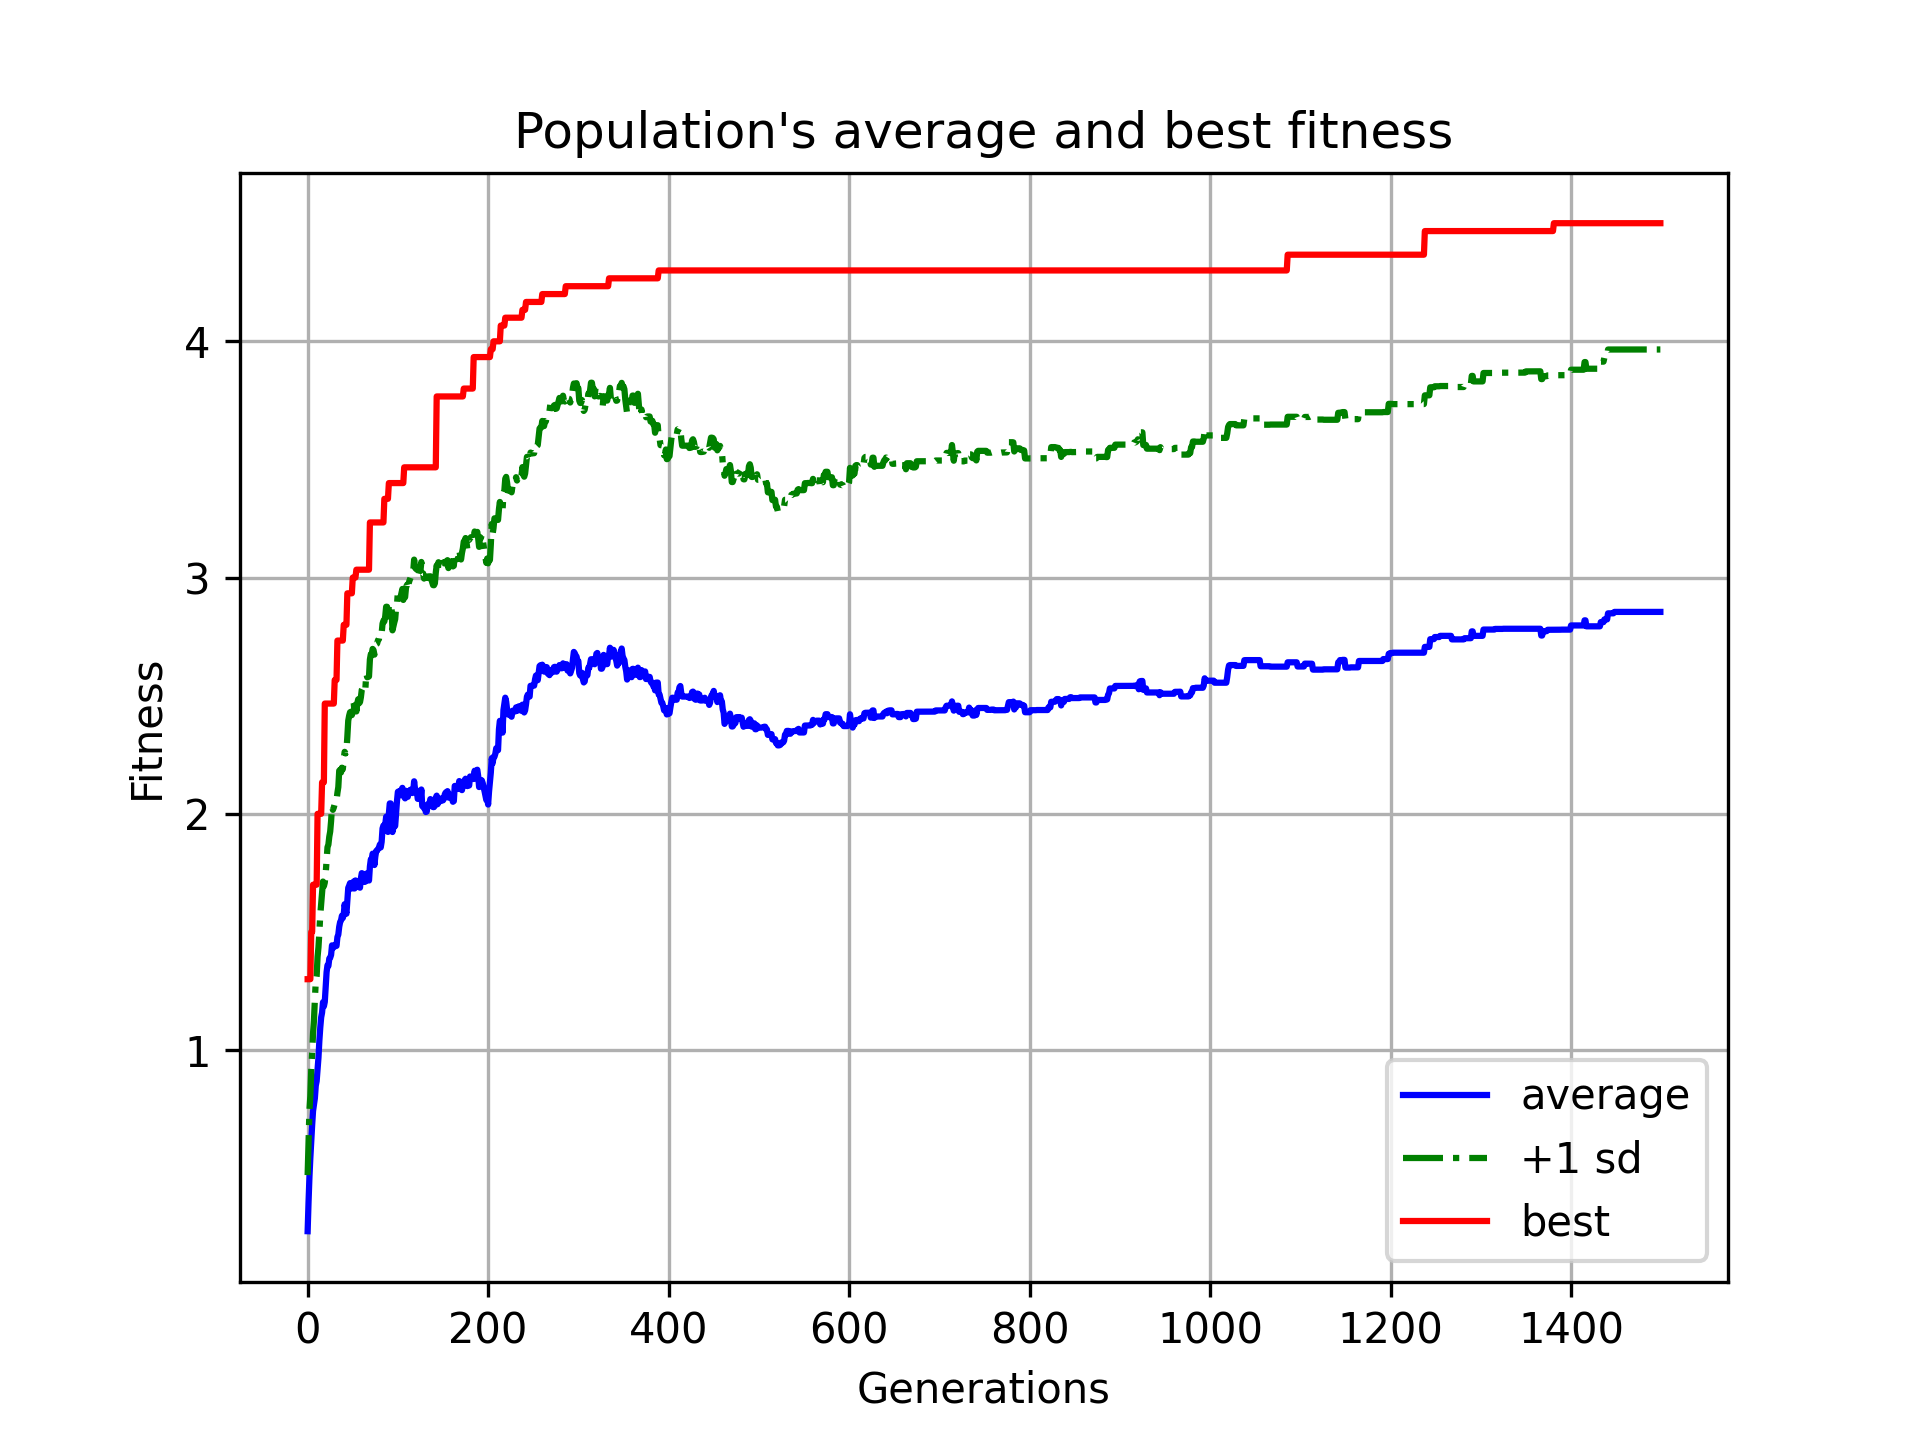 Population's average and best fitness
Fitness
4
3
2
1
0 200 400 600 800 1000 1200 1400
Generations
average
+1 sd
best